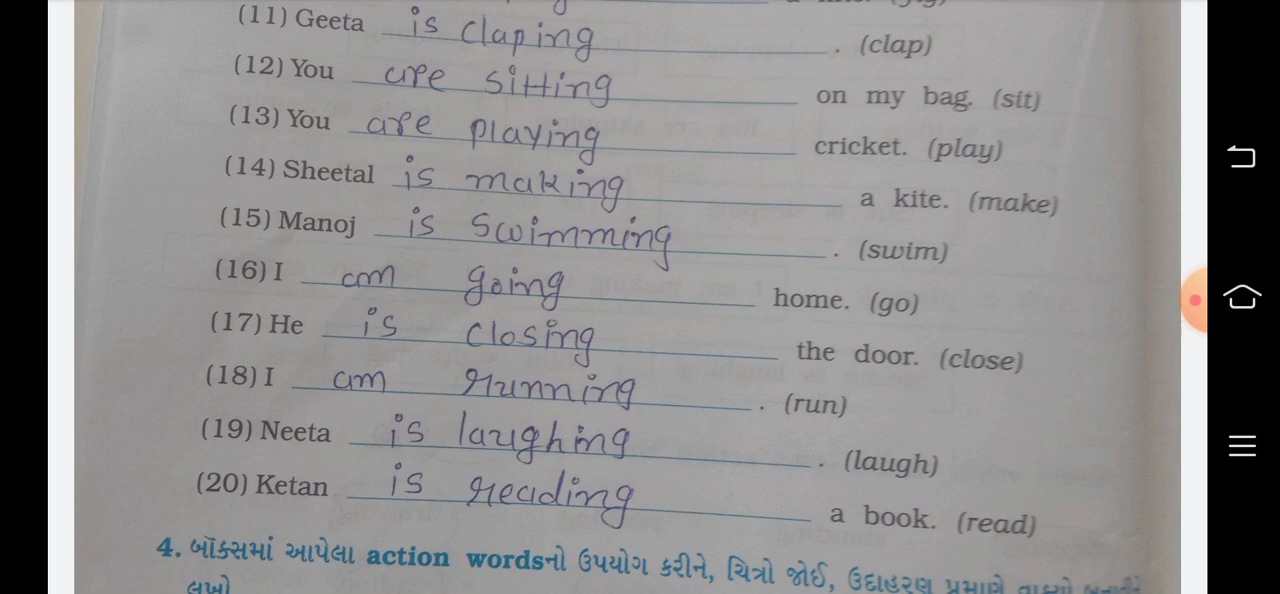 (11) Geeta is claping . (clap)
(12) You are sitting on my bag. (sit)
(13) You are playing cricket. (play)
(14) Sheetal is making a kite. (make)
(15) Manoj is swimming . (swim)
(16) I am going home. (go)
(17) He is closing the door. (close)
(18) I am running . (run)
(19) Neeta is laughing . (laugh)
(20) Ketan is reading a book. (read)
4. બૉક્સમાં આપેલા action wordsનો ઉપયોગ કરીને, ચિત્રો જોઈ, ઉદાહરણ પ્રમાણે વાક્યો
લખો